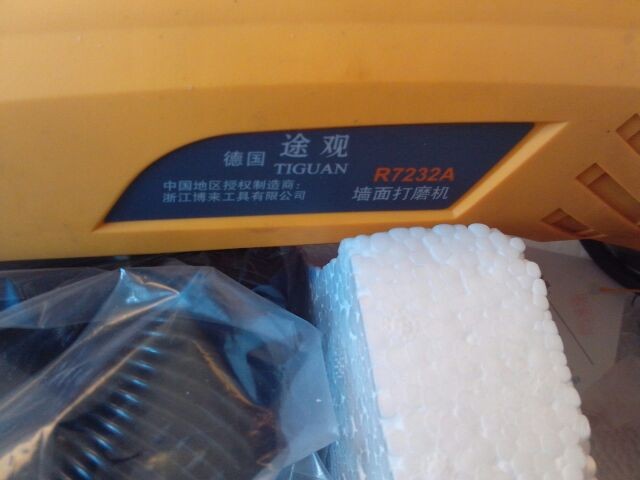 德国 途观
TIGUAN
R7232A
中国地区授权制造商:
浙江博来工具有限公司
墙面打磨机